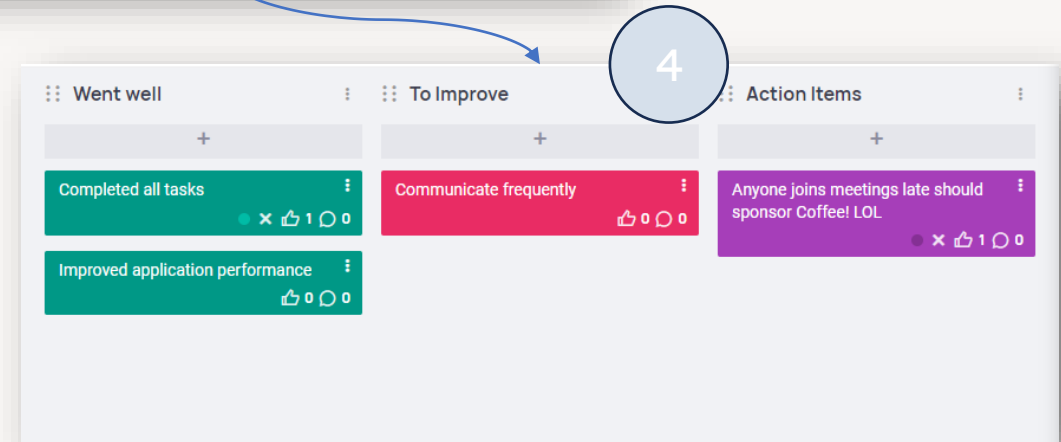 4
Went well
To Improve
Action Items
+
+
+
Completed all tasks
1 0
Improved application performance
0 0
Communicate frequently
0 0
Anyone joins meetings late should
sponsor Coffee! LOL
1 0